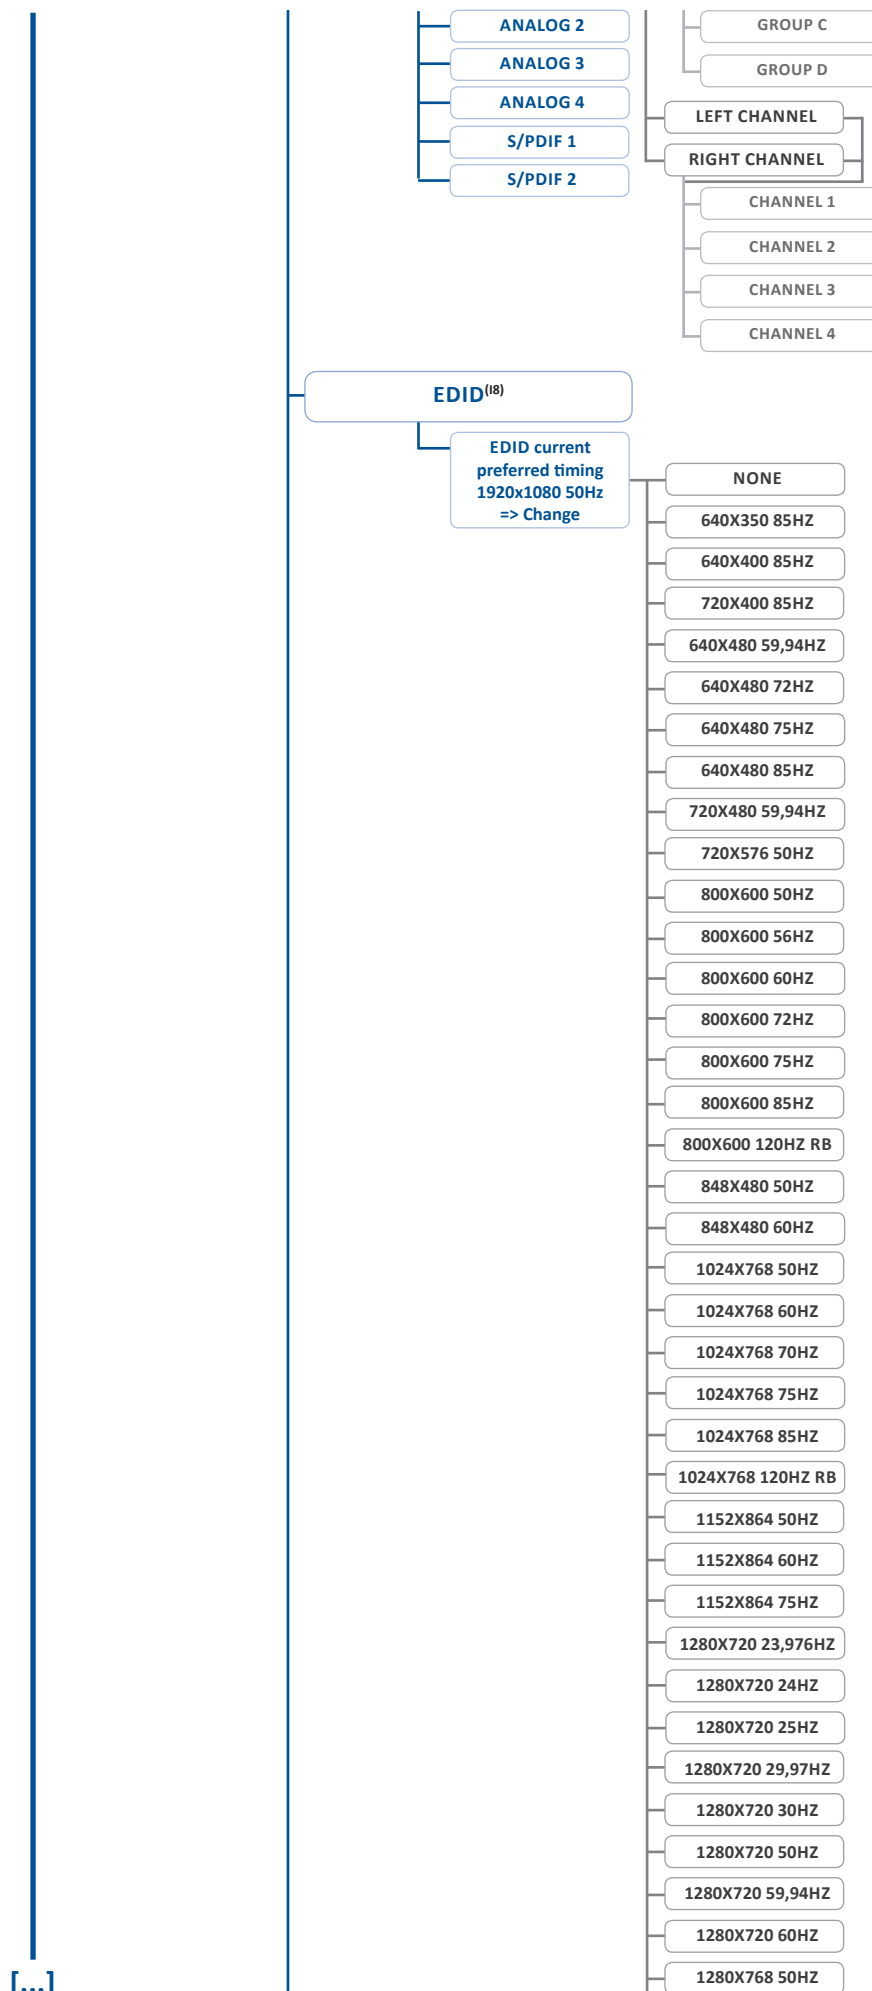 ANALOG 2
ANALOG 3
ANALOG 4
S/PDIF 1
S/PDIF 2
GROUP C
GROUP D
LEFT CHANNEL
RIGHT CHANNEL
CHANNEL 1
CHANNEL 2
CHANNEL 3
CHANNEL 4
EDID(I8)
EDID current
preferred timing
1920x1080 50Hz
=> Change
NONE
640X350 85HZ
640X400 85HZ
720X400 85HZ
640X480 59,94HZ
640X480 72HZ
640X480 75HZ
640X480 85HZ
720X480 59,94HZ
720X576 50HZ
800X600 50HZ
800X600 56HZ
800X600 60HZ
800X600 72HZ
800X600 75HZ
800X600 85HZ
800X600 120HZ RB
848X480 50HZ
848X480 60HZ
1024X768 50HZ
1024X768 60HZ
1024X768 70HZ
1024X768 75HZ
1024X768 85HZ
1024X768 120HZ RB
1152X864 50HZ
1152X864 60HZ
1152X864 75HZ
1280X720 23,976HZ
1280X720 24HZ
1280X720 25HZ
1280X720 29,97HZ
1280X720 30HZ
1280X720 50HZ
1280X720 59,94HZ
1280X720 60HZ
1280X768 50HZ
[...]